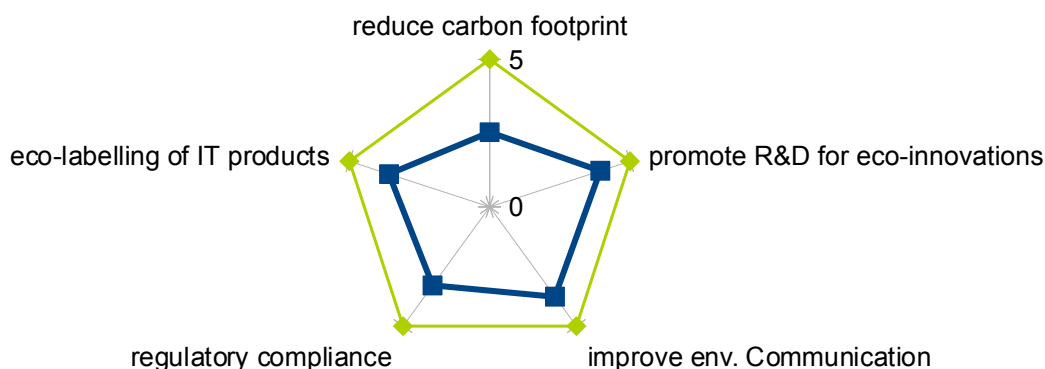 reduce carbon footprint
5
eco-labelling of IT products
promote R&D for eco-innovations
0
regulatory compliance
improve env. Communication